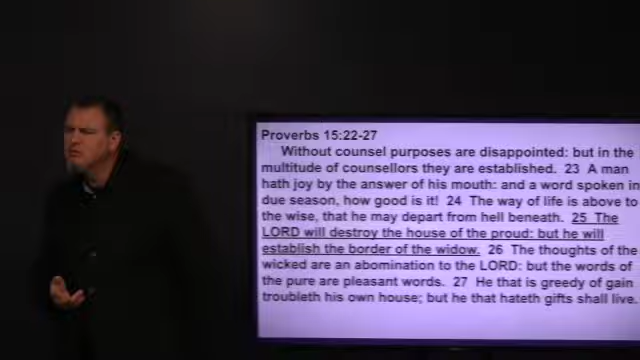 Proverbs 15:22-27
Without counsel purposes are disappointed: but in the
multitude of counsellors they are established. 23 A man
hath joy by the answer of his mouth: and a word spoken in
due season, how good is it! 24 The way of life is above to
the wise, that he may depart from hell beneath. 25 The
LORD will destroy the house of the proud: but he will
establish the border of the widow. 26 The thoughts of the
wicked are an abomination to the LORD: but the words of
the pure are pleasant words. 27 He that is greedy of gain
troubleth his own house; but he that hateth gifts shall live.